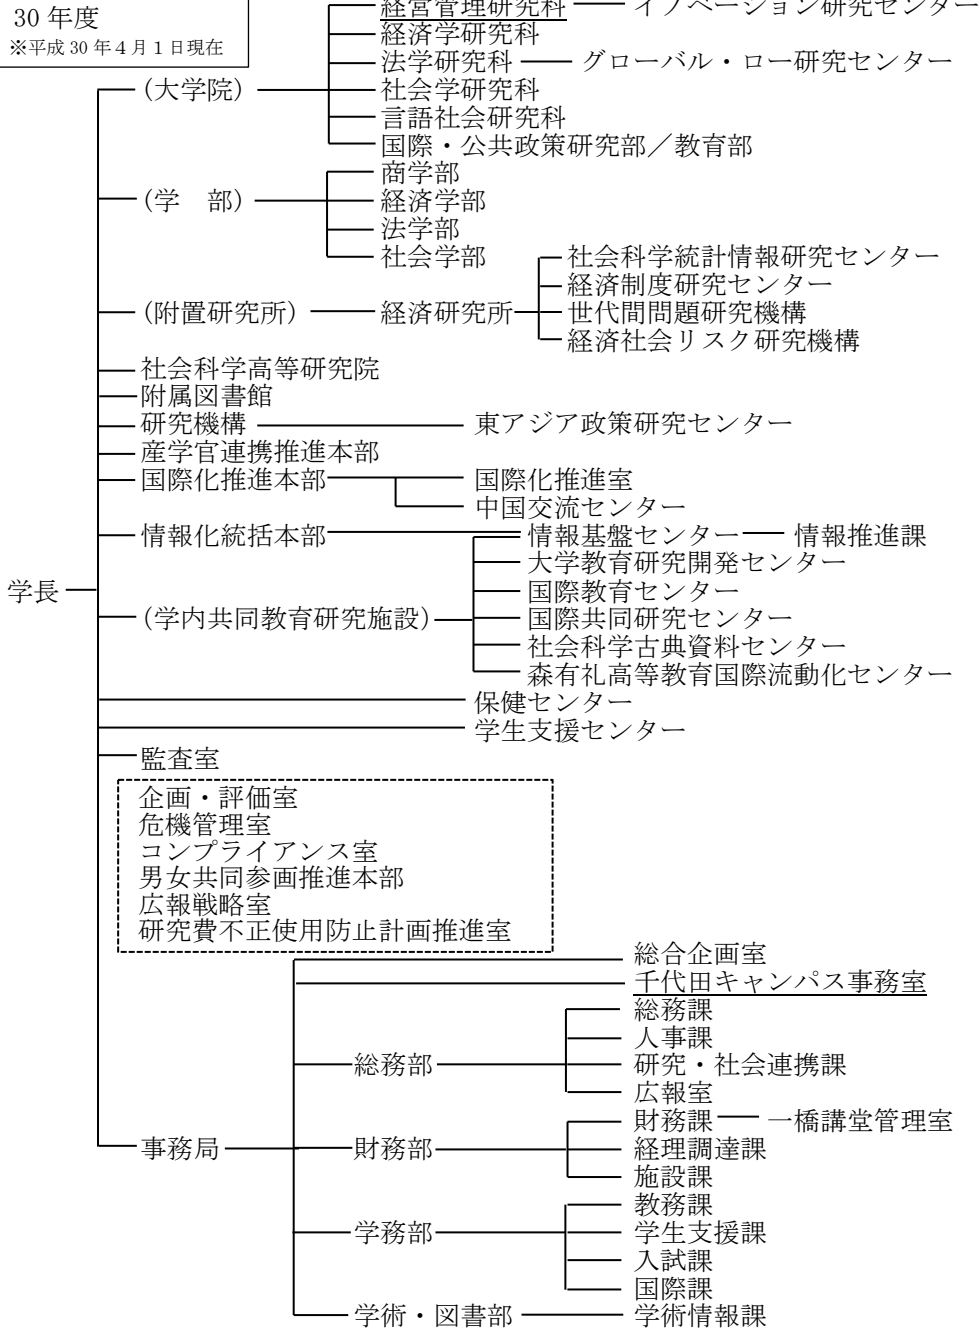 30 年度
※平成 30 年４月１日現在
経営管理研究科 イノベーション研究センター
経済学研究科
法学研究科 グローバル・ロー研究センター
(大学院) 社会学研究科
言語社会研究科
国際・公共政策研究部／教育部
商学部
(学　部) 経済学部
法学部
社会学部 社会科学統計情報研究センター
経済制度研究センター
(附置研究所) 経済研究所 世代間問題研究機構
経済社会リスク研究機構
社会科学高等研究院
附属図書館
研究機構 東アジア政策研究センター
産学官連携推進本部
国際化推進本部 国際化推進室
中国交流センター
情報化統括本部 情報基盤センター 情報推進課
大学教育研究開発センター
学長 国際教育センター
(学内共同教育研究施設) 国際共同研究センター
社会科学古典資料センター
森有礼高等教育国際流動化センター
保健センター
学生支援センター
監査室
企画・評価室
危機管理室
コンプライアンス室
男女共同参画推進本部
広報戦略室
研究費不正使用防止計画推進室
総合企画室
千代田キャンパス事務室
総務課
人事課
総務部 研究・社会連携課
広報室
財務課 一橋講堂管理室
事務局 財務部 経理調達課
施設課
教務課
学務部 学生支援課
入試課
国際課
学術・図書部 学術情報課